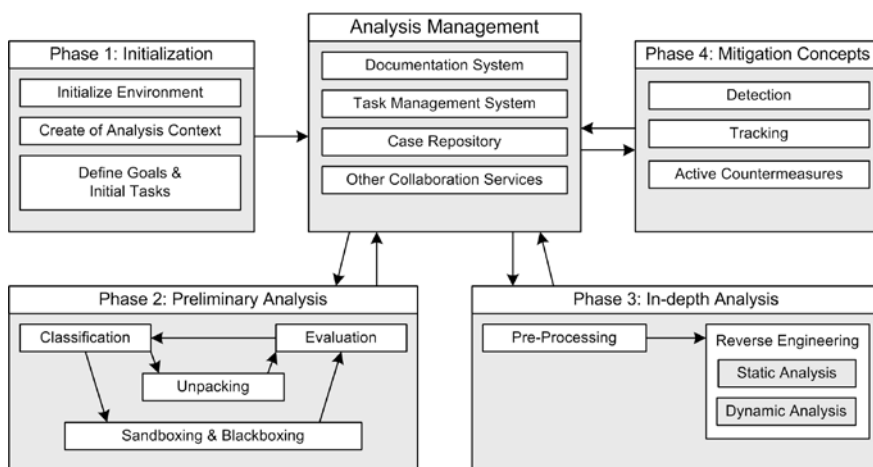 Phase 1: Initialization
Initialize Environment
Create of Analysis Context
Define Goals &
Initial Tasks
Analysis Management
Documentation System
Task Management System
Case Repository
Other Collaboration Services
Phase 4: Mitigation Concepts
Detection
Tracking
Active Countermeasures
Phase 2: Preliminary Analysis
Classification
Evaluation
Unpacking
Sandboxing & Blackboxing
Phase 3: In-depth Analysis
Pre-Processing
Reverse Engineering
Static Analysis
Dynamic Analysis